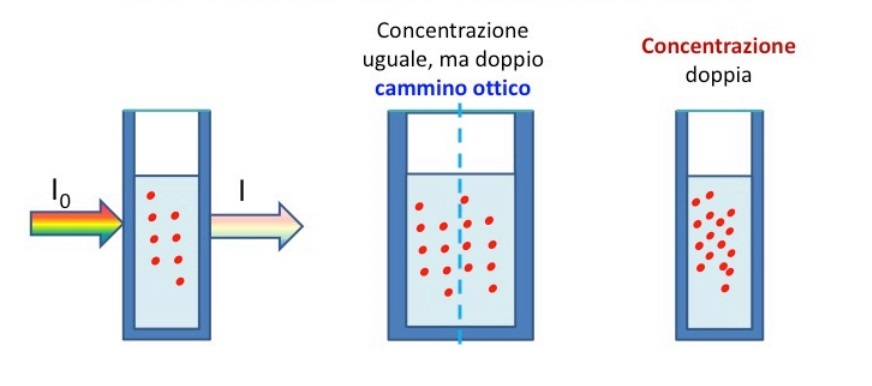 Concentrazione
uguale, ma doppio
cammino ottico
Concentrazione
doppia
I0
I